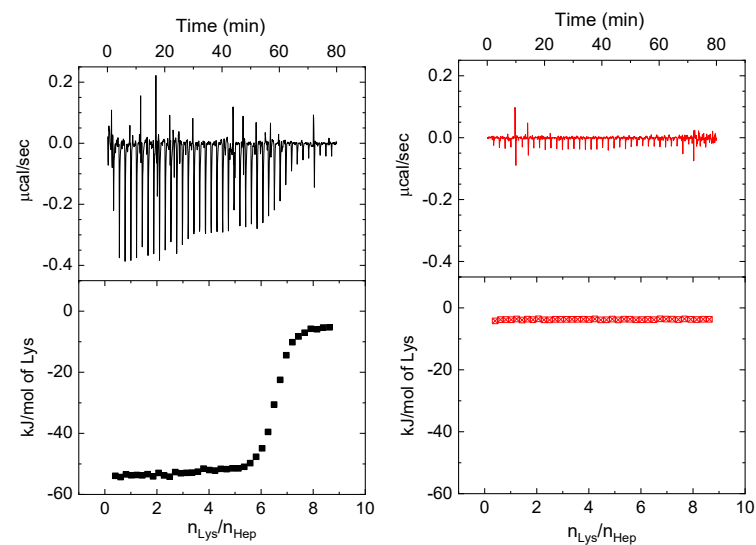 Time (min)
0 20 40 60 80
0.2
0.0
-0.2
-0.4
μcal/sec
0
-20
-40
-60
kJ/mol of Lys
0 2 4 6 8 10
nLys/nHep
Time (min)
0 20 40 60 80
0.2
0.0
-0.2
-0.4
μcal/sec
0
-20
-40
-60
kJ/mol of Lys
0 2 4 6 8 10
nLys/nHep